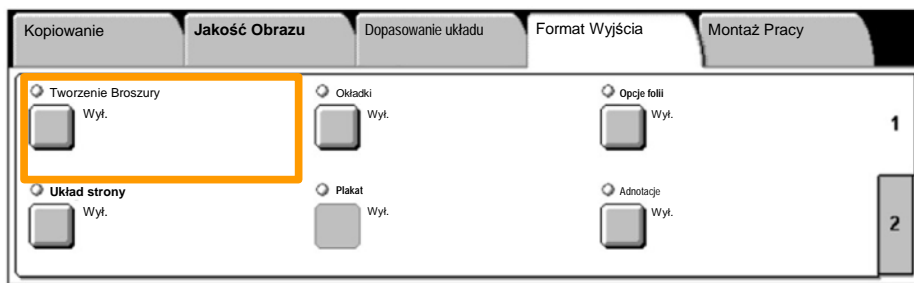 Kopiowanie Jakość Obrazu Dopasowanie układu Format Wyjścia Montaż Pracy
Tworzenie Broszury Okładki Opcje folii
Wył. Wył. Wył.
1
Układ strony Plakat Adnotacje
Wył. Wył. Wył.
2